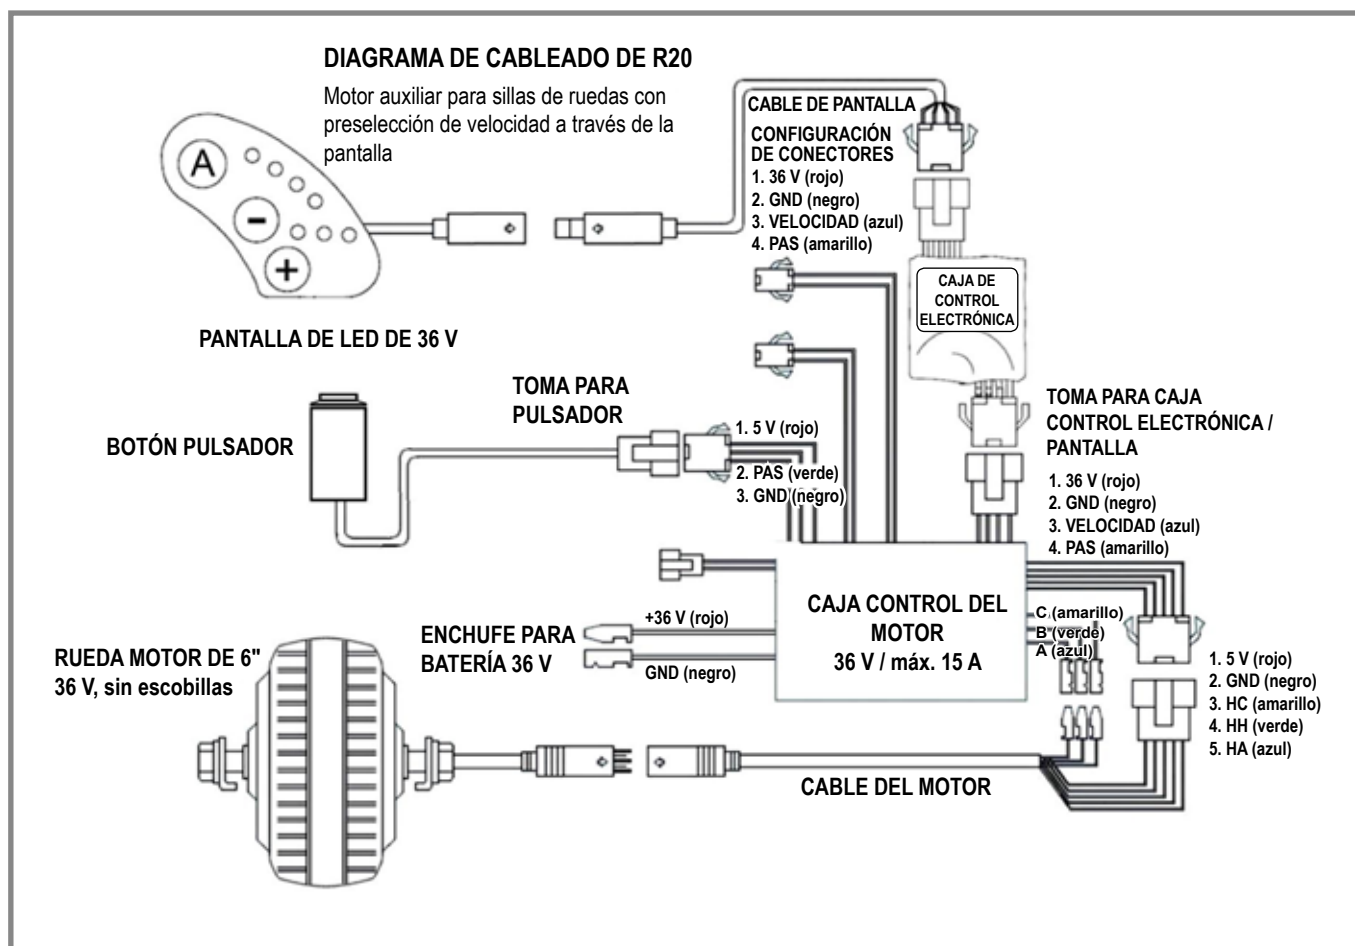 DIAGRAMA DE CABLEADO DE R20
Motor auxiliar para sillas de ruedas con
preselección de velocidad a través de la
pantalla
A
-
+
PANTALLA DE LED DE 36 V
CABLE DE PANTALLA
CONFIGURACIÓN
DE CONECTORES
1. 36 V (rojo)
2. GND (negro)
3. VELOCIDAD (azul)
4. PAS (amarillo)
CAJA DE
CONTROL
ELECTRÓNICA
TOMA PARA
PULSADOR
BOTÓN PULSADOR
1. 5 V (rojo)
2. PAS (verde)
3. GND (negro)
TOMA PARA CAJA
CONTROL ELECTRÓNICA /
PANTALLA
1. 36 V (rojo)
2. GND (negro)
3. VELOCIDAD (azul)
4. PAS (amarillo)
CAJA CONTROL DEL
MOTOR
36 V / máx. 15 A
ENCHUFE PARA
BATERÍA 36 V
+36 V (rojo)
GND (negro)
C (amarillo)
B (verde)
A (azul)
1. 5 V (rojo)
2. GND (negro)
3. HC (amarillo)
4. HH (verde)
5. HA (azul)
RUEDA MOTOR DE 6"
36 V, sin escobillas
CABLE DEL MOTOR